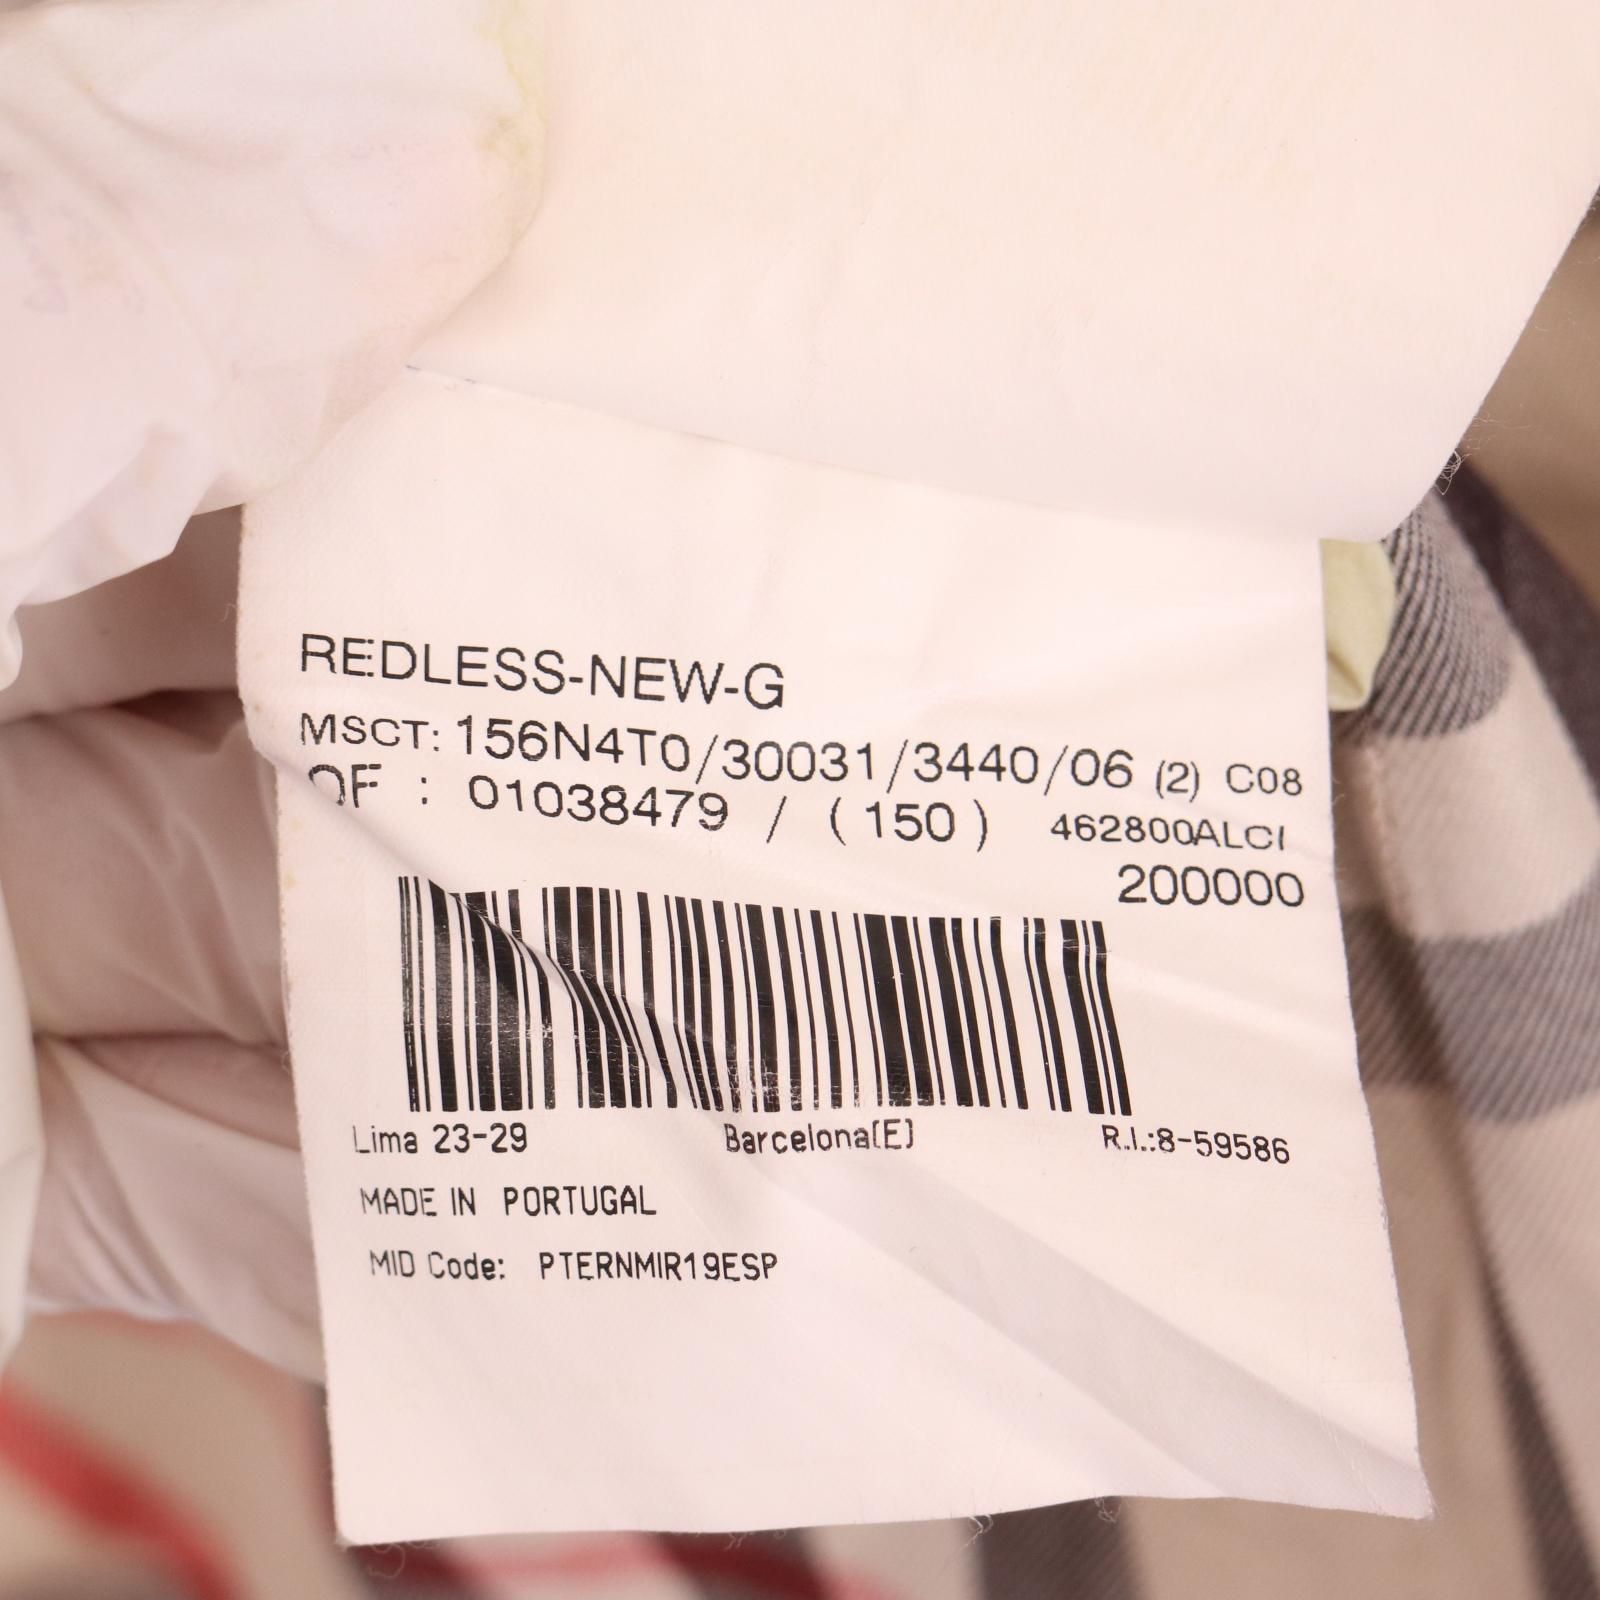 REDLESS-NEW-G
MSCT: 156N4T0/30031/3440/06 (2) C08
OF : 01038479 / (150) 462800ALCI
200000
Lima 23-29 Barcelona(E) R.I.:8-59586
MADE IN PORTUGAL
MID Code: PTERNMIR19ESP